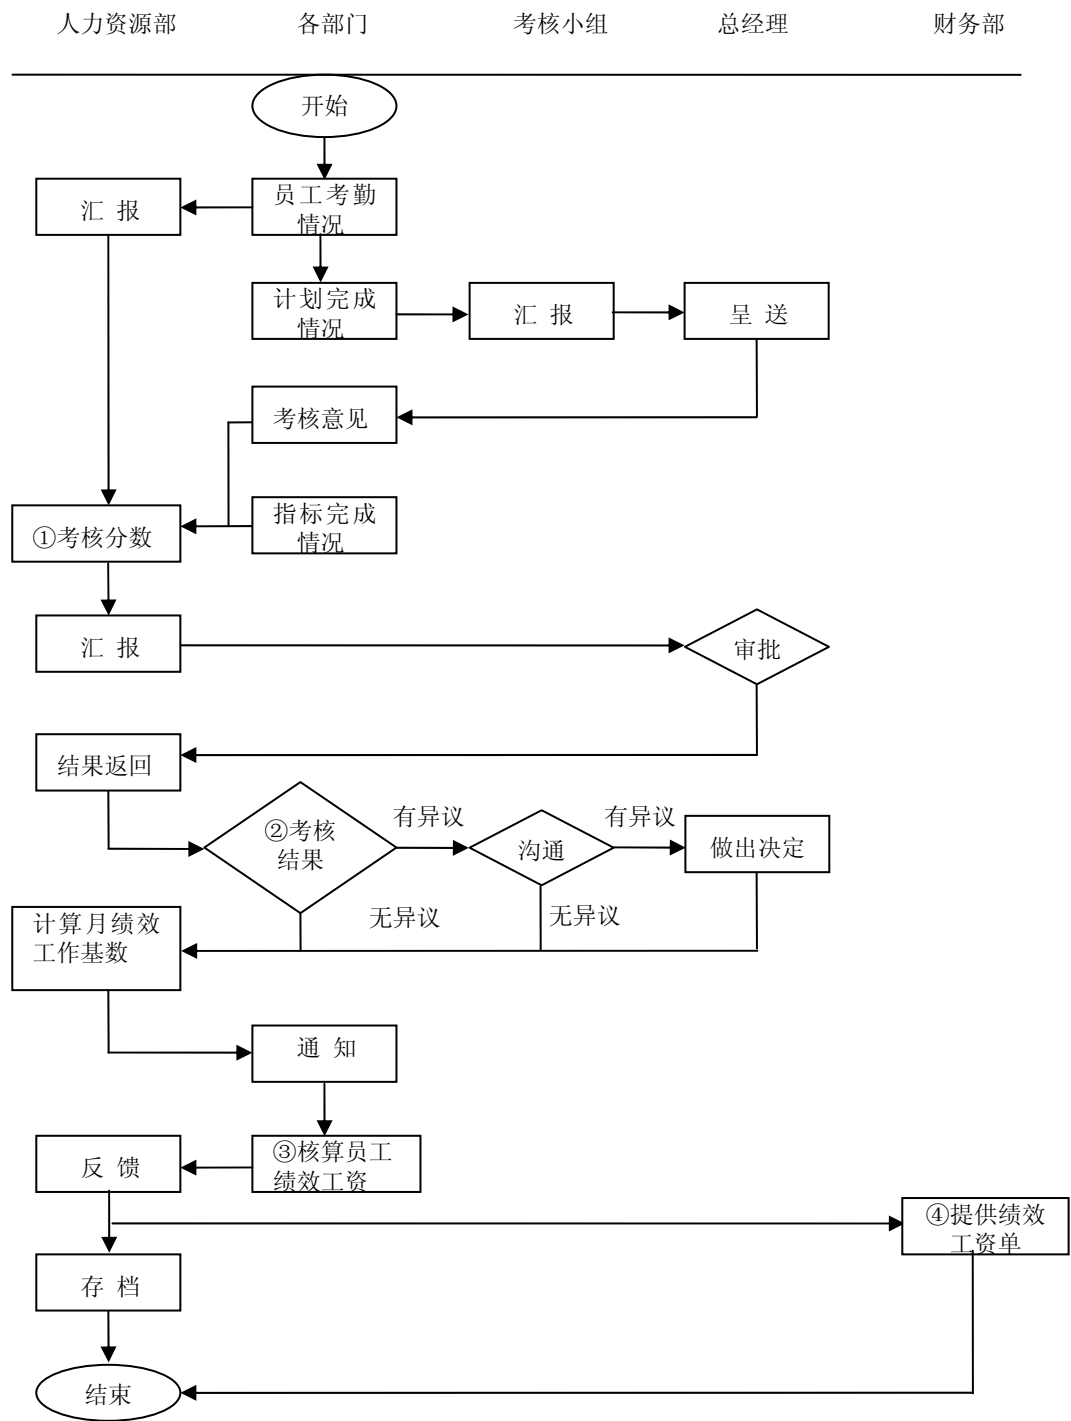 人力资源部 各部门 考核小组 总经理 财务部
开始
汇 报
员工考勤
情况
计划完成
情况
汇 报
呈 送
考核意见
①考核分数
指标完成
情况
汇 报
审批
结果返回
②考核
结果
有异议
沟通
有异议
做出决定
无异议
无异议
计算月绩效
工作基数
通 知
反 馈
③核算员工
绩效工资
④提供绩效
工资单
存 档
结束